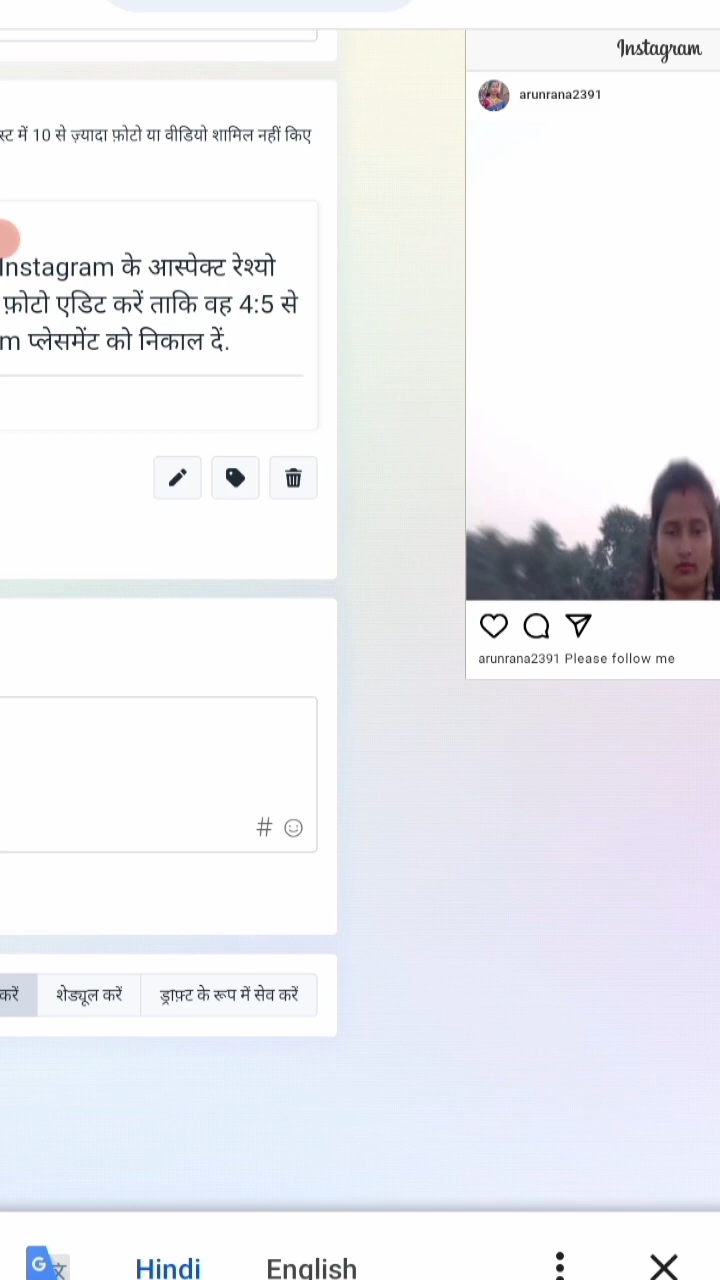 Instagram
arunrana2391
में 10 से ज़्यादा फ़ोटो या वीडियो शामिल नहीं किए
Instagram के आस्पेक्ट रेश्यो
फ़ोटो एडिट करें ताकि वह 4:5 से
प्लेसमेंट को निकाल दें.
arunrana2391 Please follow me
#
करें
शेड्यूल करें
ड्राफ़्ट के रूप में सेव करें
Hindi
English